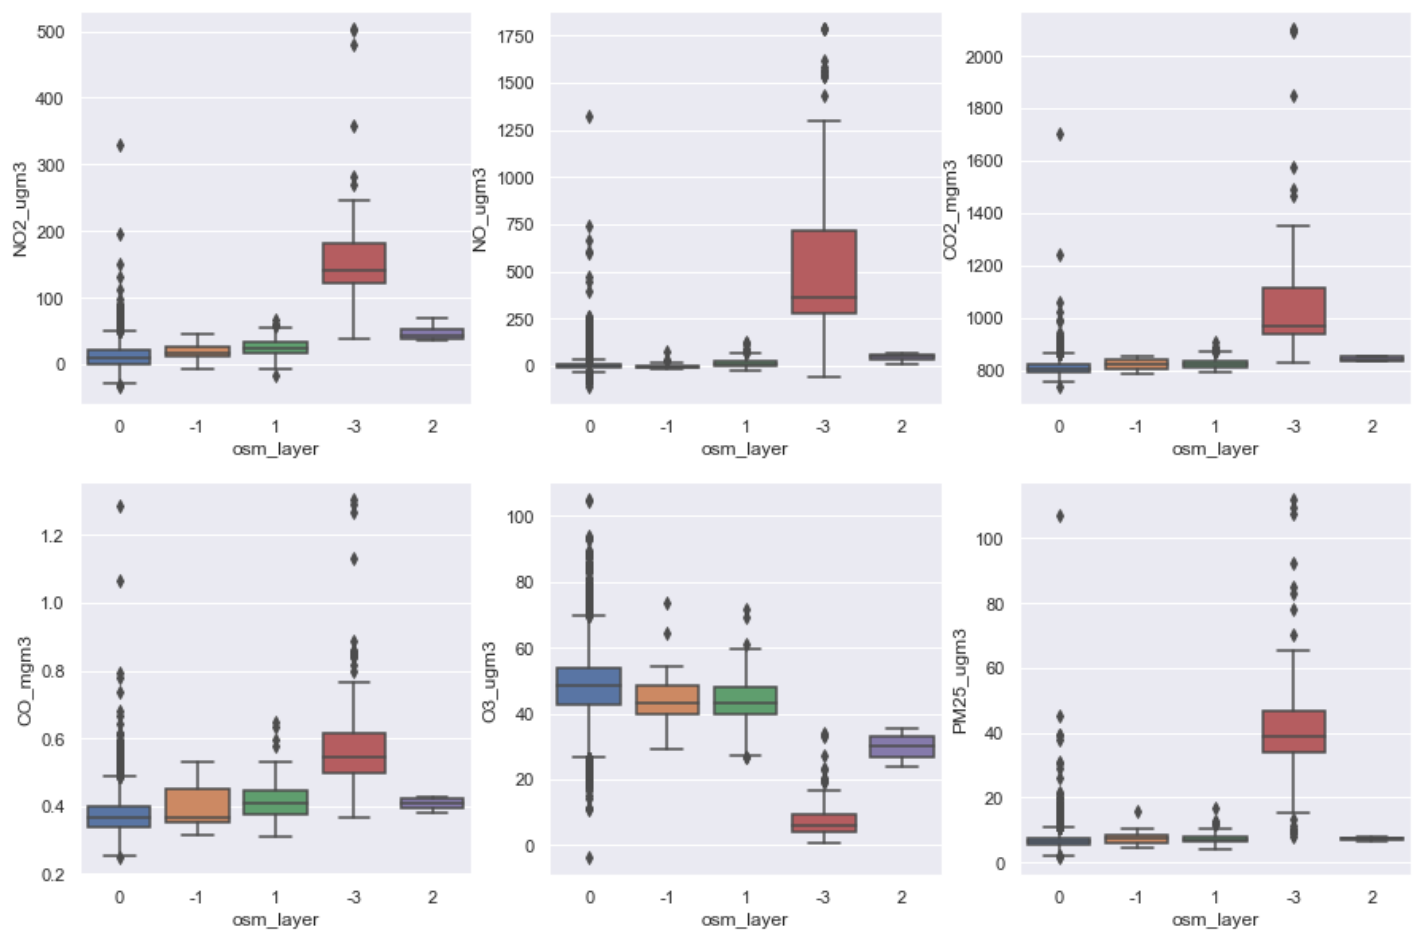 NO2_ugm3
500
400
300
200
100
0
0 -1 1 -3 2
osm_layer
NO_ugm3
1750
1500
1250
1000
750
500
250
0
0 -1 1 -3 2
osm_layer
CO2_mgm3
2000
1800
1600
1400
1200
1000
800
0 -1 1 -3 2
osm_layer
CO_mgm3
1.2
1.0
0.8
0.6
0.4
0.2
0 -1 1 -3 2
osm_layer
O3_ugm3
100
80
60
40
20
0
0 -1 1 -3 2
osm_layer
PM25_ugm3
100
80
60
40
20
0
0 -1 1 -3 2
osm_layer